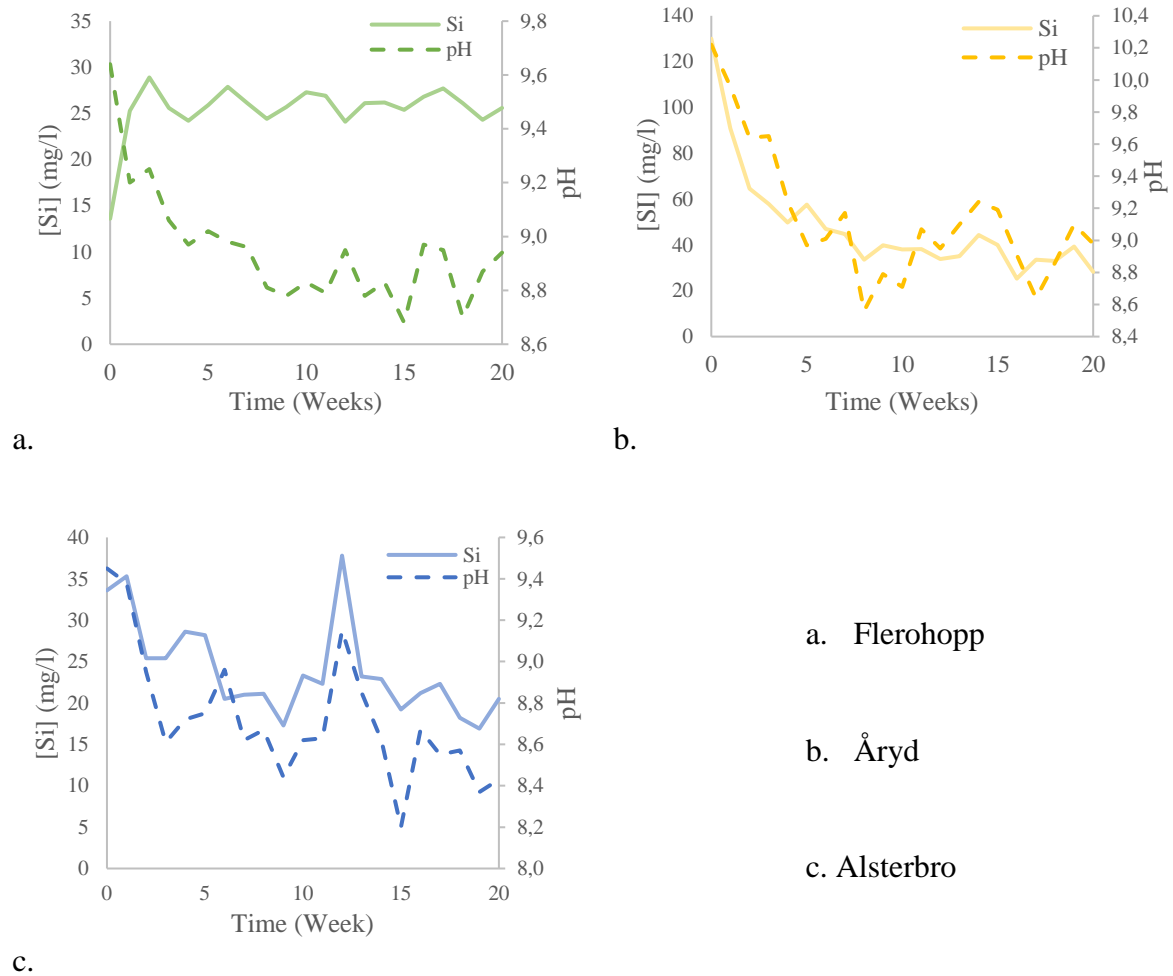 35
30
25
20
15
10
5
0
[Si] (mg/l)
9,8
9,6
9,4
9,2
9,0
8,8
8,6
pH
Si
pH
0 5 10 15 20
Time (Weeks)
a.
140
120
100
80
60
40
20
0
[SI] (mg/l)
10,4
10,2
10,0
9,8
9,6
9,4
9,2
9,0
8,8
8,6
8,4
pH
Si
pH
0 5 10 15 20
Time (Weeks)
b.
40
35
30
25
20
15
10
5
0
[Si] (mg/l)
9,6
9,4
9,2
9,0
8,8
8,6
8,4
8,2
8,0
pH
Si
pH
0 5 10 15 20
Time (Week)
c.
a. Flerohopp
b. Åryd
c. Alsterbro